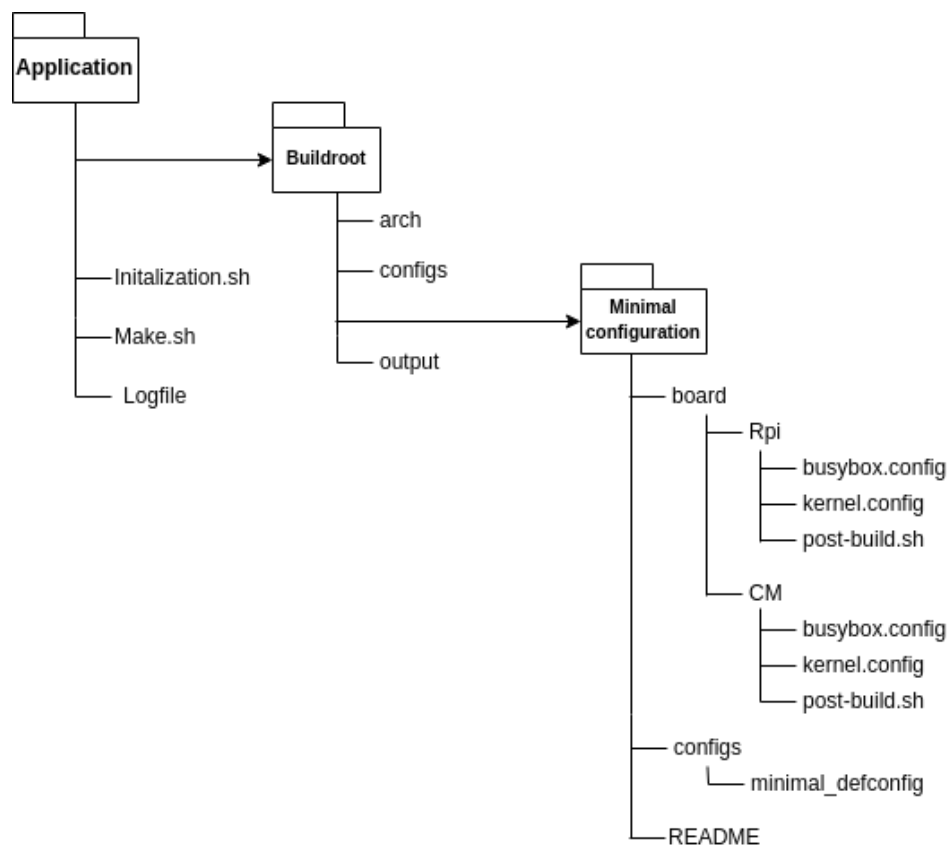 Application
Buildroot
arch
configs
Initalization.sh
Minimal
configuration
Make.sh
output
Logfile
board
Rpi
busybox.config
kernel.config
post-build.sh
CM
busybox.config
kernel.config
post-build.sh
configs
minimal_defconfig
README